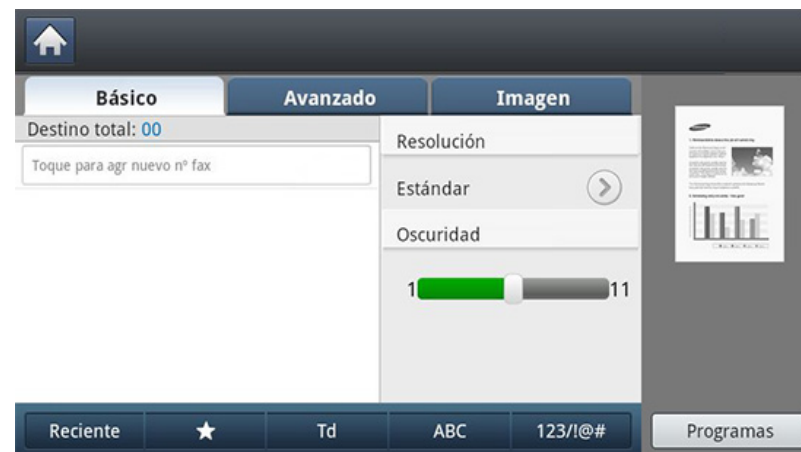 Básico
Avanzado
Imagen
Destino total: 00
Toque para agr nuevo nº fax
Resolución
Estándar
Oscuridad
1
11
Reciente
★
Td
ABC
123/!@#
Programas